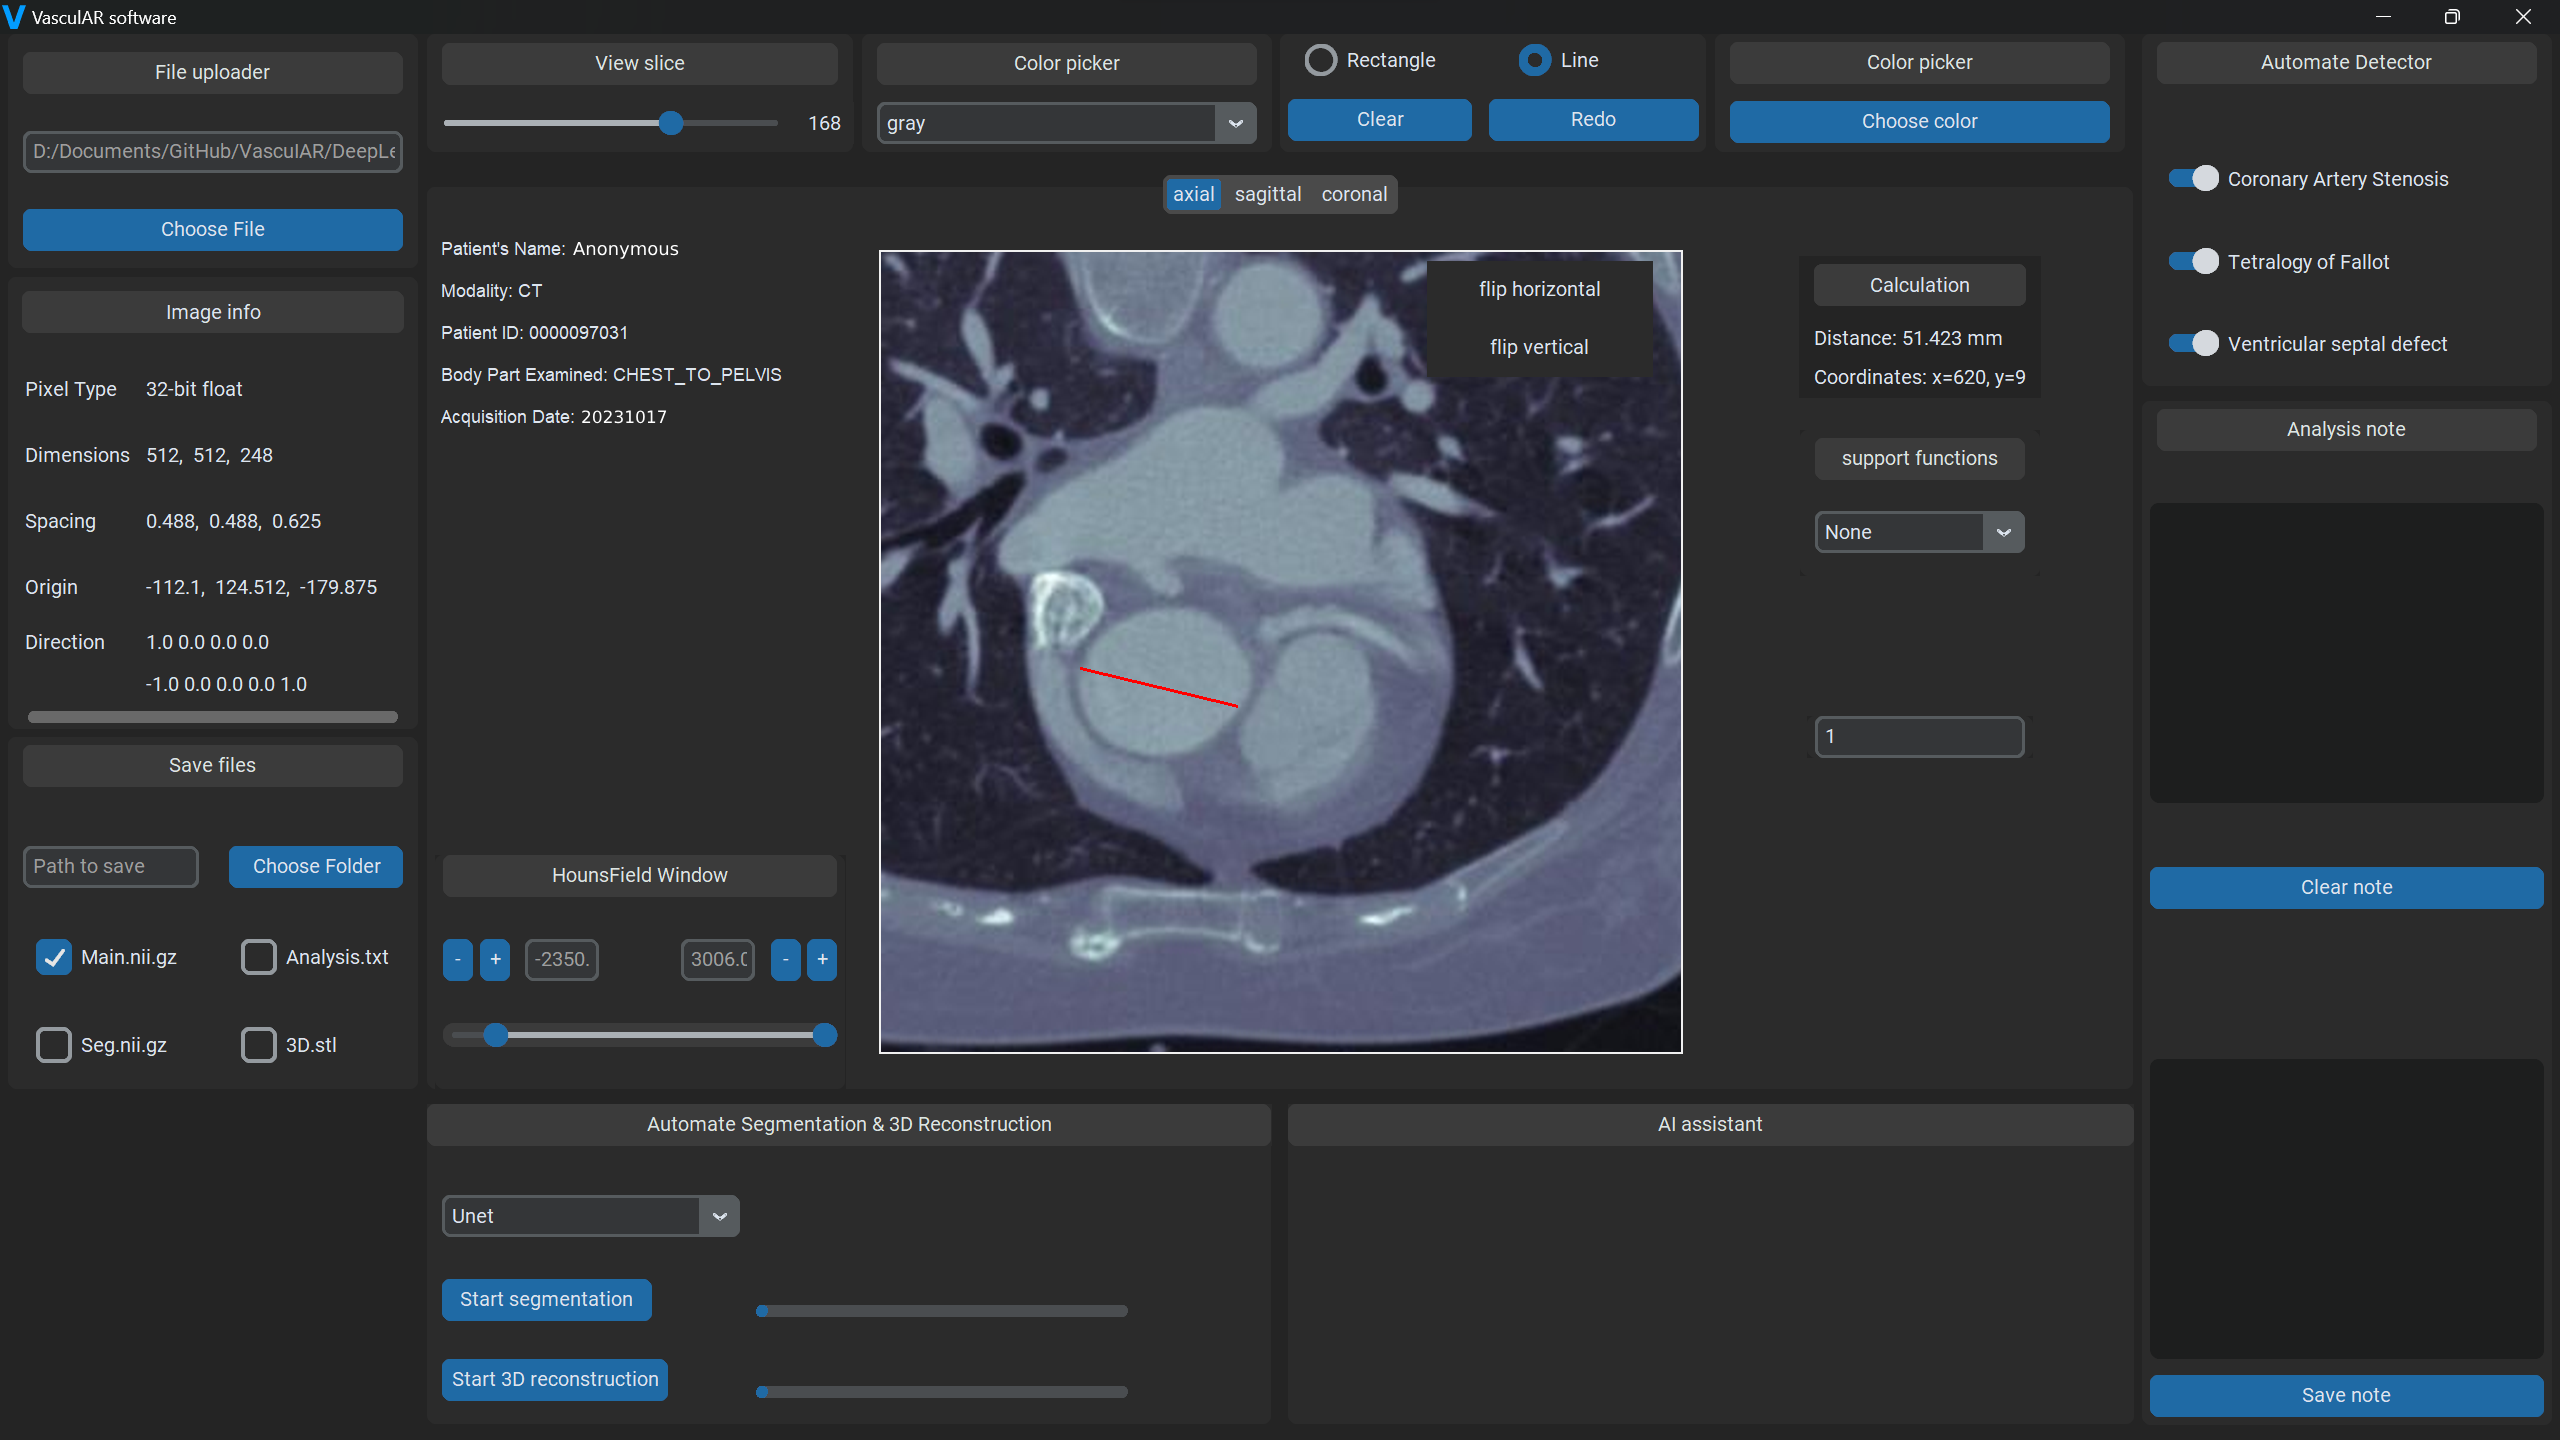 VasculAR software
File uploader
D:/Documents/GitHub/VasculAR/DeepLe
Choose File
Image info
Pixel Type 32-bit float
Dimensions 512, 512, 248
Spacing 0.488, 0.488, 0.625
Origin -112.1, 124.512, -179.875
Direction 1.0 0.0 0.0 0.0
-1.0 0.0 0.0 0.0 1.0
Save files
Path to save
Choose Folder
Main.nii.gz
Analysis.txt
Seg.nii.gz
3D.stl
View slice
168
Color picker
gray
Rectangle
Line
Clear
Redo
Color picker
Choose color
axial sagittal coronal
Patient's Name: Anonymous
Modality: CT
Patient ID: 0000097031
Body Part Examined: CHEST_TO_PELVIS
Acquisition Date: 20231017
HounsField Window
- + -2350. 3006.0 - +
flip horizontal
flip vertical
Calculation
Distance: 51.423 mm
Coordinates: x=620, y=9
support functions
None
1
Automate Segmentation & 3D Reconstruction
Unet
Start segmentation
Start 3D reconstruction
AI assistant
Automate Detector
Coronary Artery Stenosis
Tetralogy of Fallot
Ventricular septal defect
Analysis note
Clear note
Save note